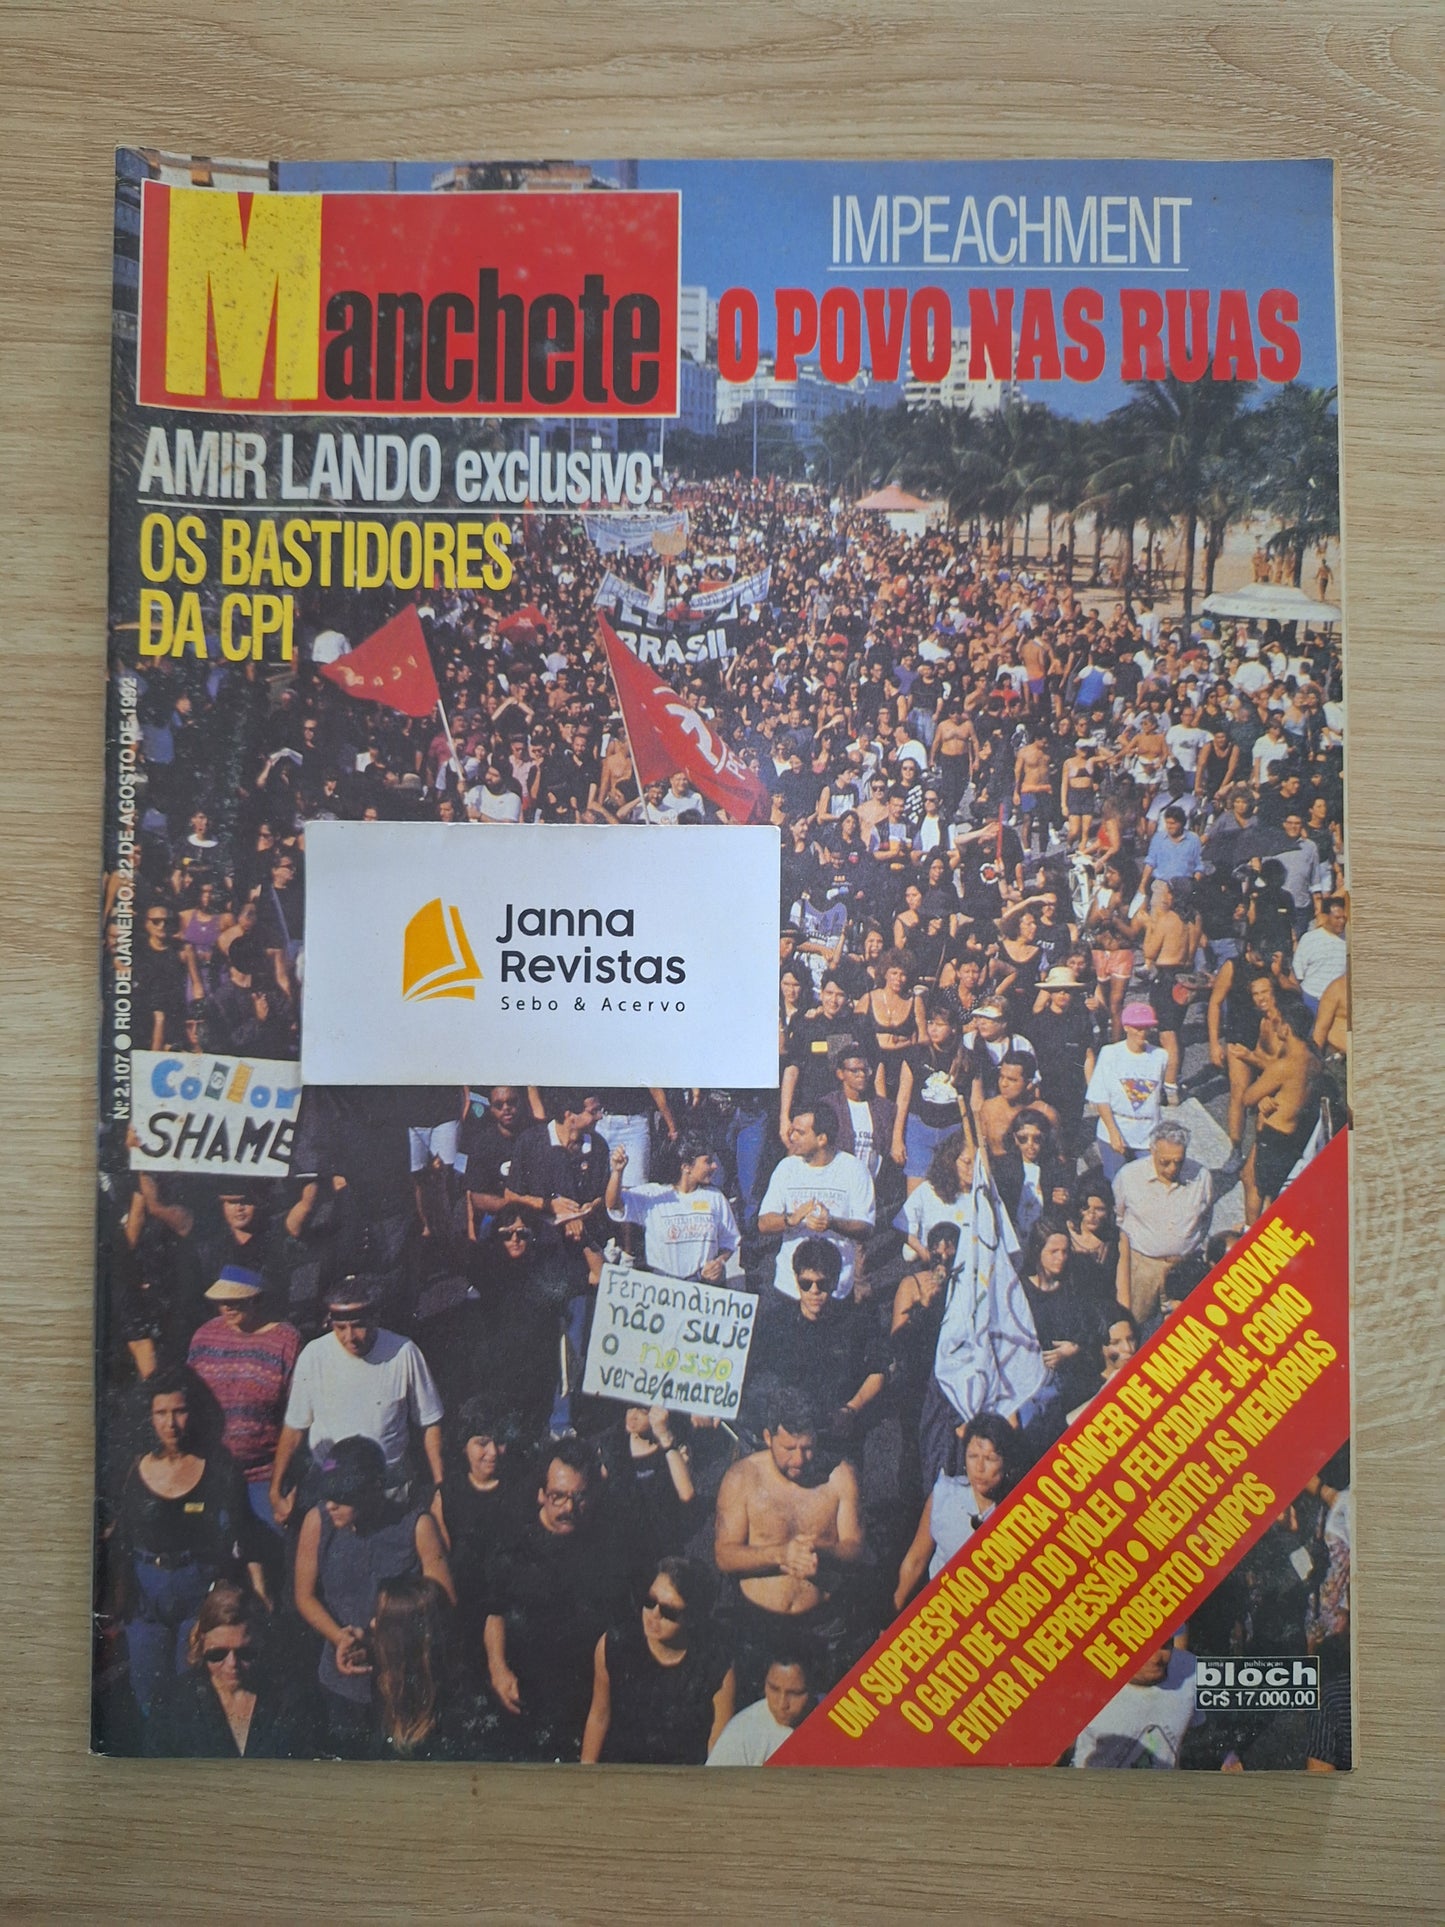 Manchete
IMPEACHMENT
O POVO NAS RUAS
AMIR LANDO exclusivo:
OS BASTIDORES
DA CPI
Nº 2.107 ● RIO DE JANEIRO, 22 DE AGOSTO DE 1992
BRASIL
Janna
Revistas
Sebo & Acervo
Collor
SHAME
Fernandinho
não suje
o nosso
verde/amarelo
UM SUPERESPIÃO CONTRA O CÂNCER DE MAMA ● GIOVANE,
O GATO DE OURO DO VÔLEI ● FELICIDADE JÁ: COMO
EVITAR A DEPRESSÃO ● INÉDITO: AS MEMÓRIAS
DE ROBERTO CAMPOS
uma publicação
bloch
Cr$ 17.000,00